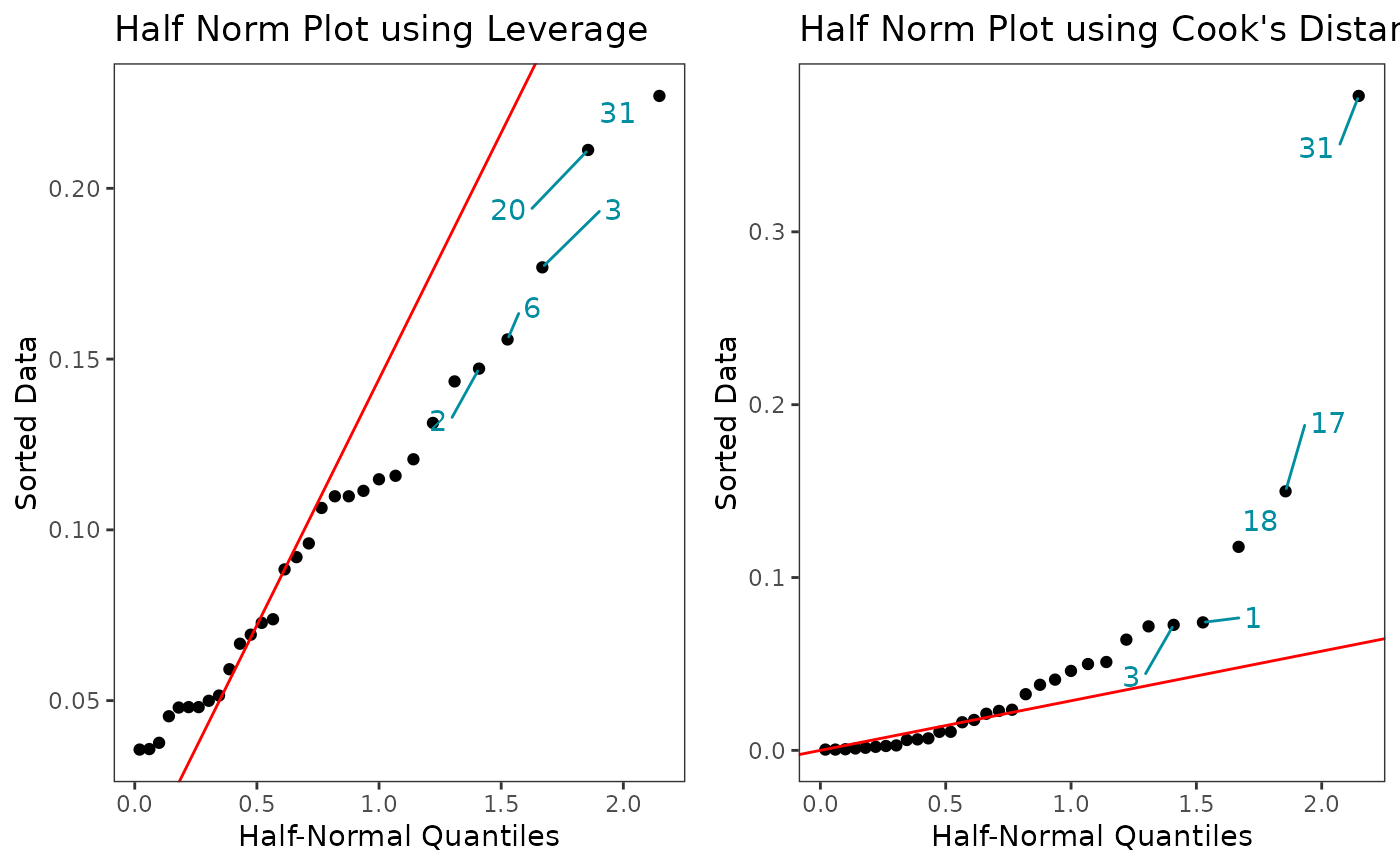 Half Norm Plot using Leverage
Half Norm Plot using Cook's Distar
Sorted Data
0.20
0.15
0.10
0.05
31
20
3
6
2
0.0 0.5 1.0 1.5 2.0
Half-Normal Quantiles
Sorted Data
0.3
0.2
0.1
0.0
31
17
18
1
3
0.0 0.5 1.0 1.5 2.0
Half-Normal Quantiles